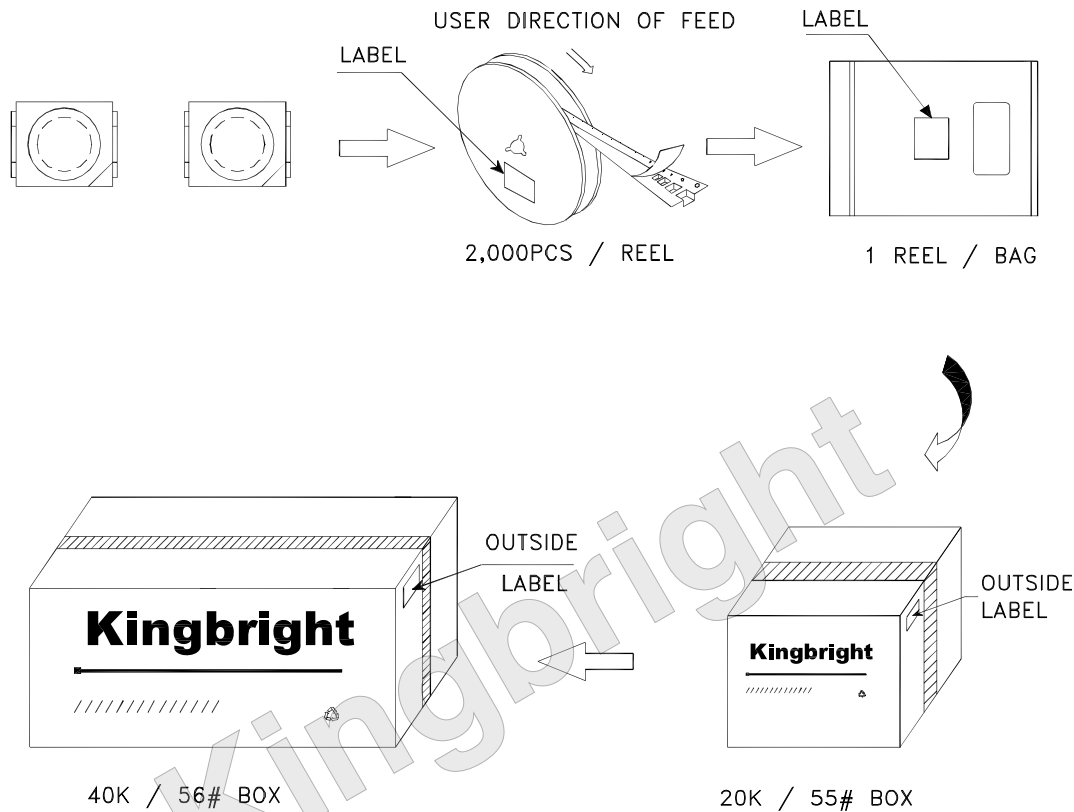 USER DIRECTION OF FEED
LABEL
LABEL
2,000PCS / REEL
1 REEL / BAG
OUTSIDE
LABEL
Kingbright
40K / 56# BOX
OUTSIDE
LABEL
Kingbright
20K / 55# BOX
Kingbright